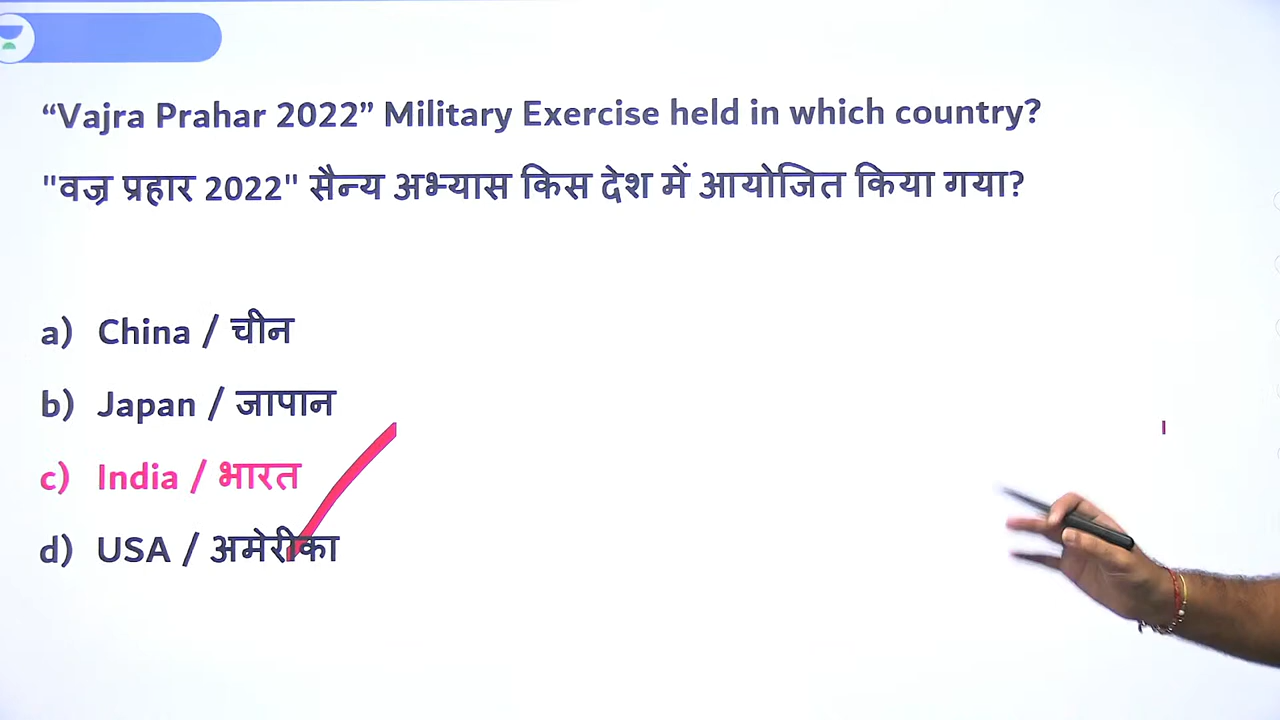 “Vajra Prahar 2022” Military Exercise held in which country?
"वज्र प्रहार 2022" सैन्य अभ्यास किस देश में आयोजित किया गया?
a) China / चीन
b) Japan / जापान
c) India / भारत
d) USA / अमेरीका